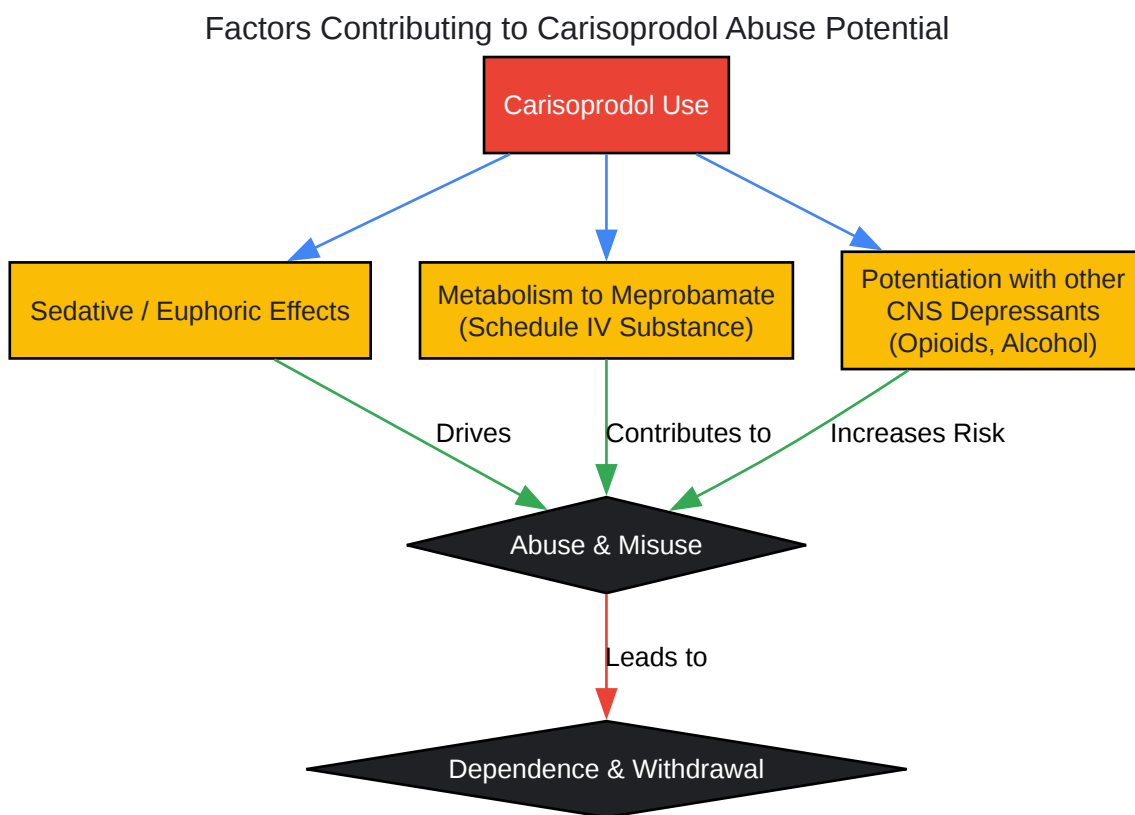 Factors Contributing to Carisoprodol Abuse Potential
Carisoprodol Use
Sedative / Euphoric Effects
Metabolism to Meprobamate
(Schedule IV Substance)
Potentiation with other
CNS Depressants
(Opioids, Alcohol)
Drives
Contributes to
Increases Risk
Abuse & Misuse
Leads to
Dependence & Withdrawal